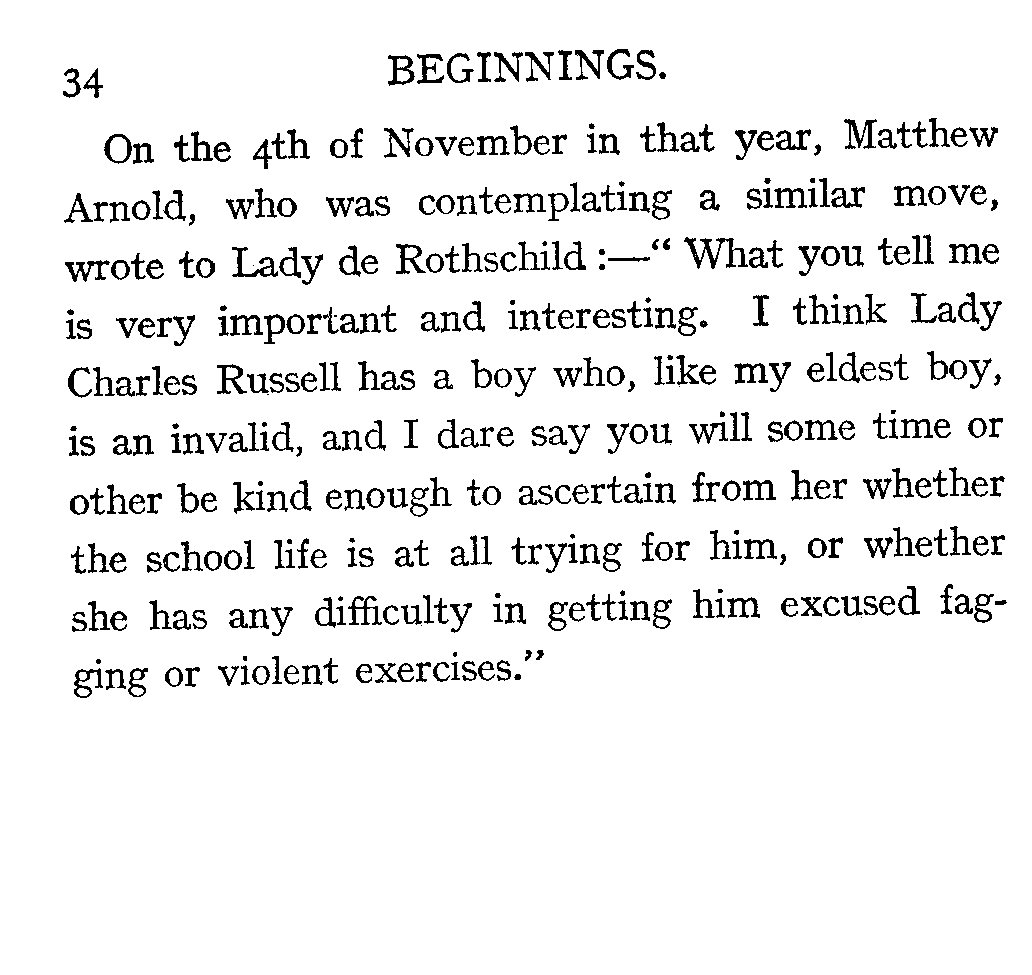 34 BEGINNINGS.
On the 4th of November in that year, Matthew
Arnold, who was contemplating a similar move,
wrote to Lady de Rothschild :—“ What you tell me
is very important and interesting. I think Lady
Charles Russell has a boy who, like my eldest boy,
is an invalid, and I dare say you will some time or
other be kind enough to ascertain from her whether
the school life is at all trying for him, or whether
she has any difficulty in getting him excused fag-
ging or violent exercises.”